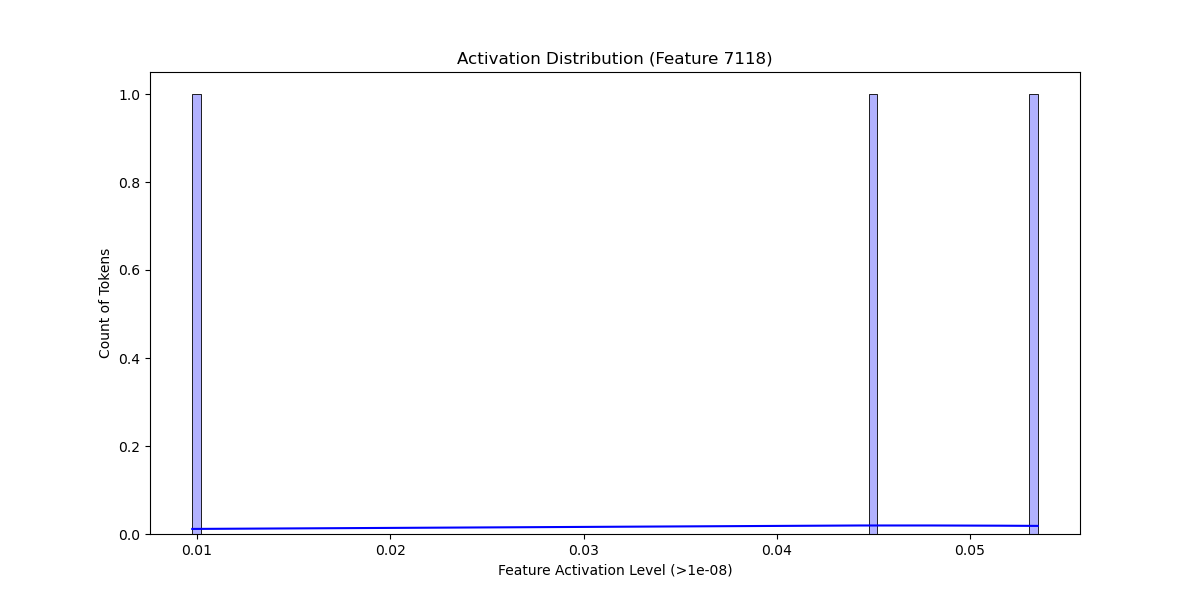 Activation Distribution (Feature 7118)
Count of Tokens
1.0
0.8
0.6
0.4
0.2
0.0
0.01 0.02 0.03 0.04 0.05
Feature Activation Level (>1e-08)